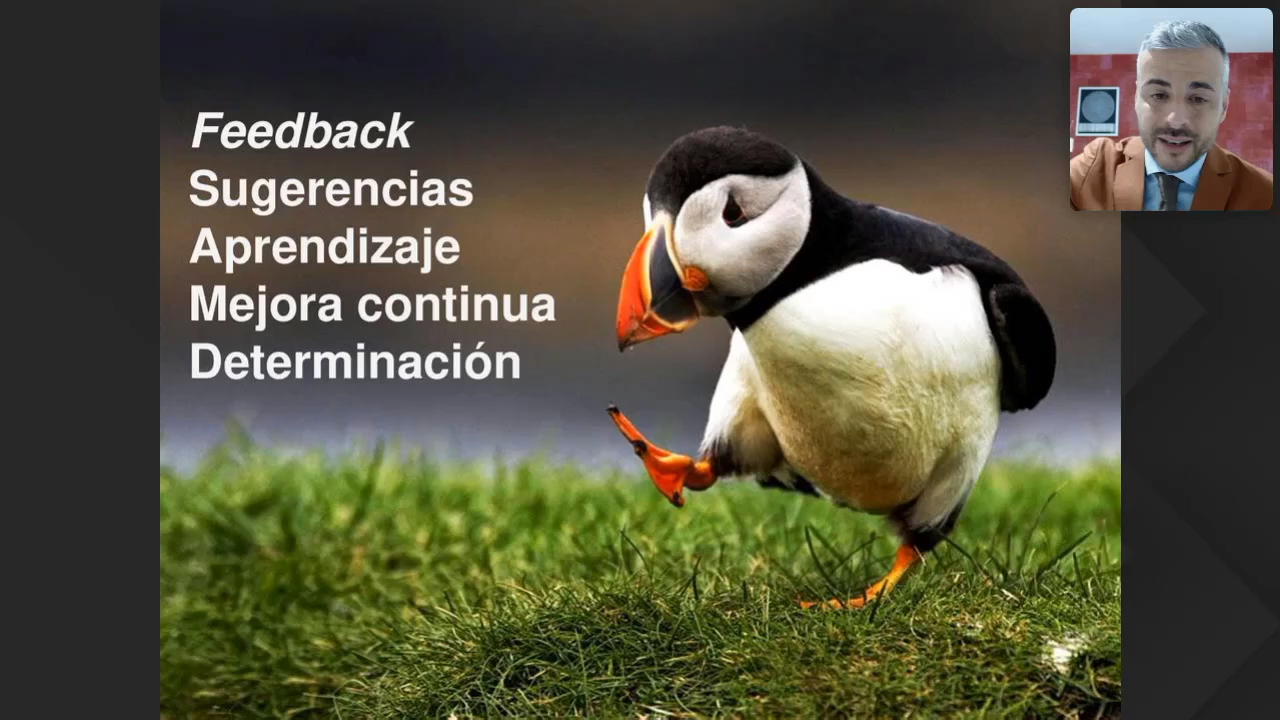 Feedback
Sugerencias
Aprendizaje
Mejora continua
Determinación